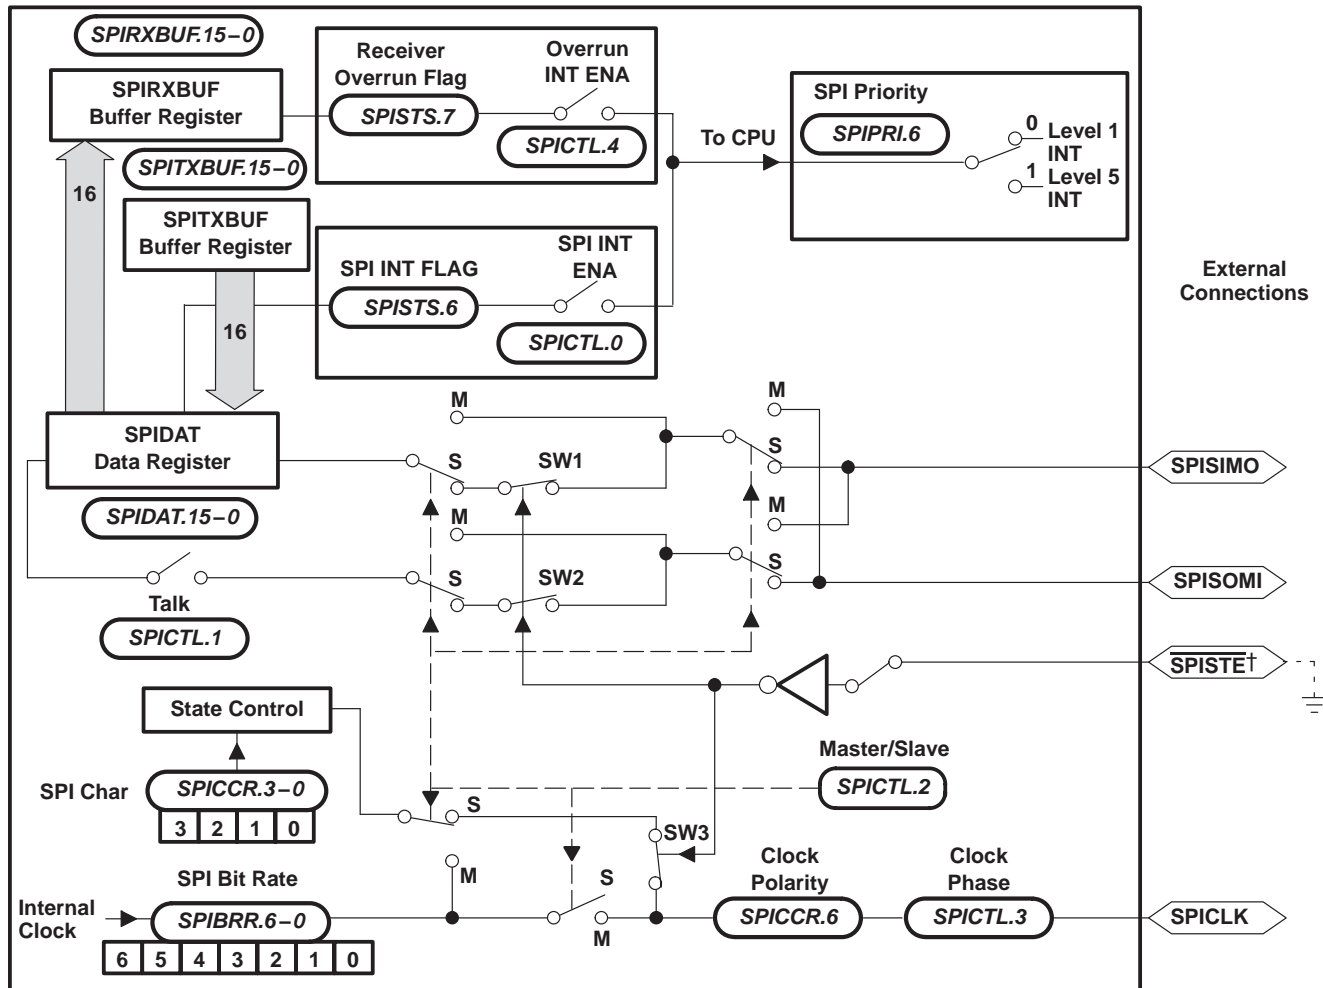 SPIRXBUF.15–0
SPIRXBUF
Buffer Register
Receiver
Overrun Flag
SPISTS.7
Overrun
INT ENA
SPICTL.4
To CPU
SPI Priority
SPIPRI.6
0
Level 1
INT
1
Level 5
INT
16
SPITXBUF.15–0
SPITXBUF
Buffer Register
16
SPI INT FLAG
SPISTS.6
SPI INT
ENA
SPICTL.0
External
Connections
SPIDAT
Data Register
SPIDAT.15–0
M
S
SW1
M
S
SPISIMO
M
S
SW2
M
S
SPISOMI
Talk
SPICTL.1
SPISTE†
State Control
SPI Char
SPICCR.3–0
3 2 1 0
Master/Slave
SPICTL.2
S
M
SW3
SPI Bit Rate
Internal
Clock
SPIBRR.6–0
6 5 4 3 2 1 0
S
M
Clock
Polarity
SPICCR.6
Clock
Phase
SPICTL.3
SPICLK